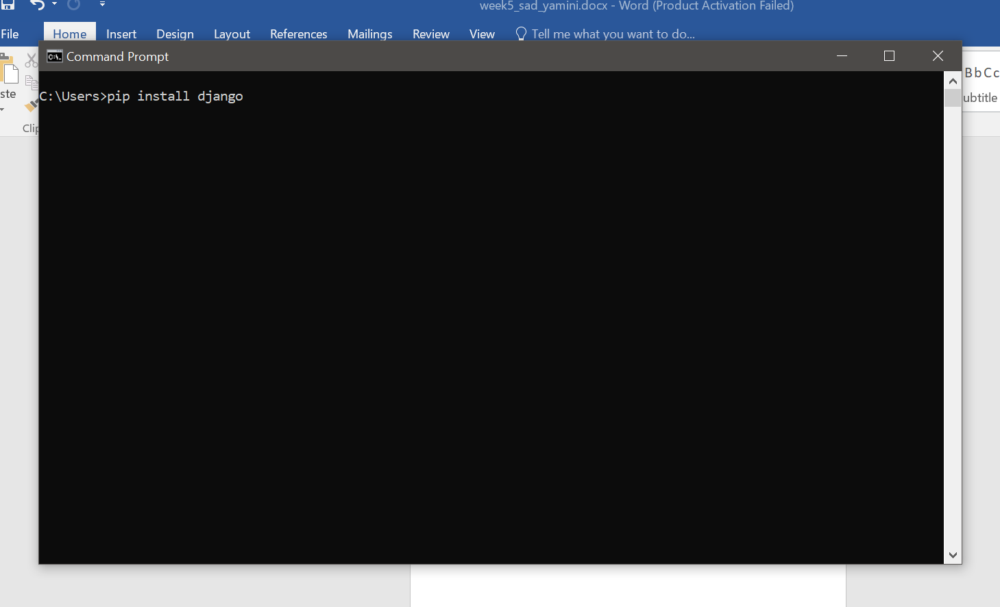 week5_sad_yamini.docx - Word (Product Activation Failed)
File Home Insert Design Layout References Mailings Review View Tell me what you want to do...
Command Prompt
C:\Users>pip install django
BbCc
ste
ubtitle
Clip